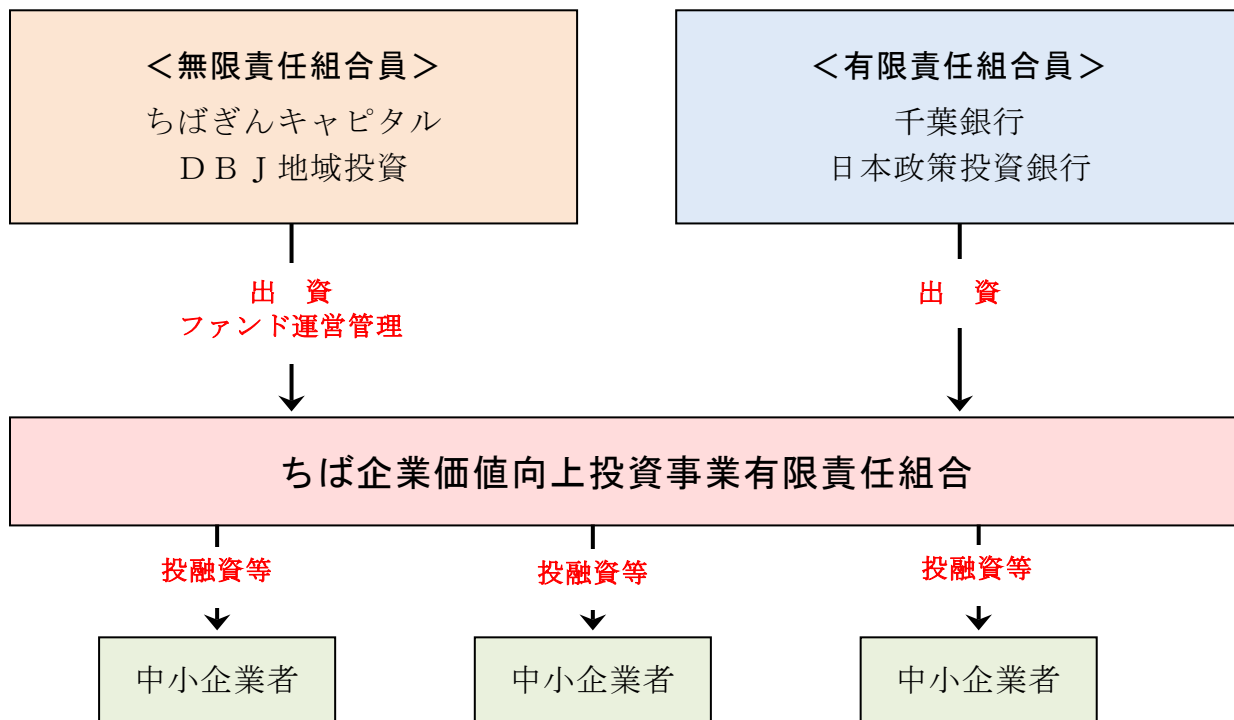 ＜無限責任組合員＞
ちばぎんキャピタル
ＤＢＪ地域投資
＜有限責任組合員＞
千葉銀行
日本政策投資銀行
出　資
ファンド運営管理
出　資
ちば企業価値向上投資事業有限責任組合
投融資等
投融資等
投融資等
中小企業者
中小企業者
中小企業者